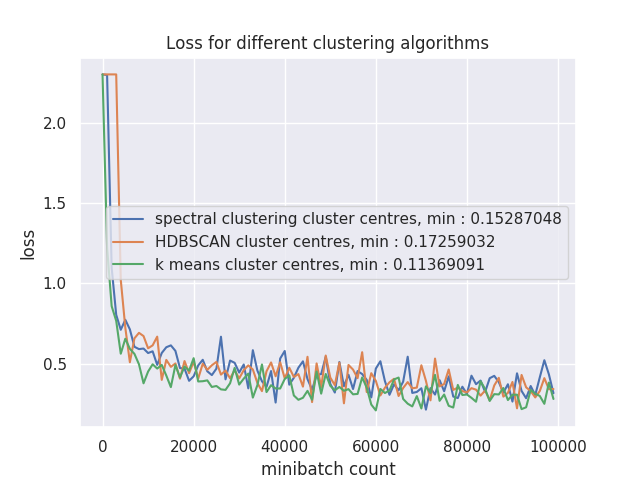 Loss for different clustering algorithms
2.0
1.5
1.0
0.5
loss
spectral clustering cluster centres, min : 0.15287048
HDBSCAN cluster centres, min : 0.17259032
k means cluster centres, min : 0.11369091
0 20000 40000 60000 80000 100000
minibatch count